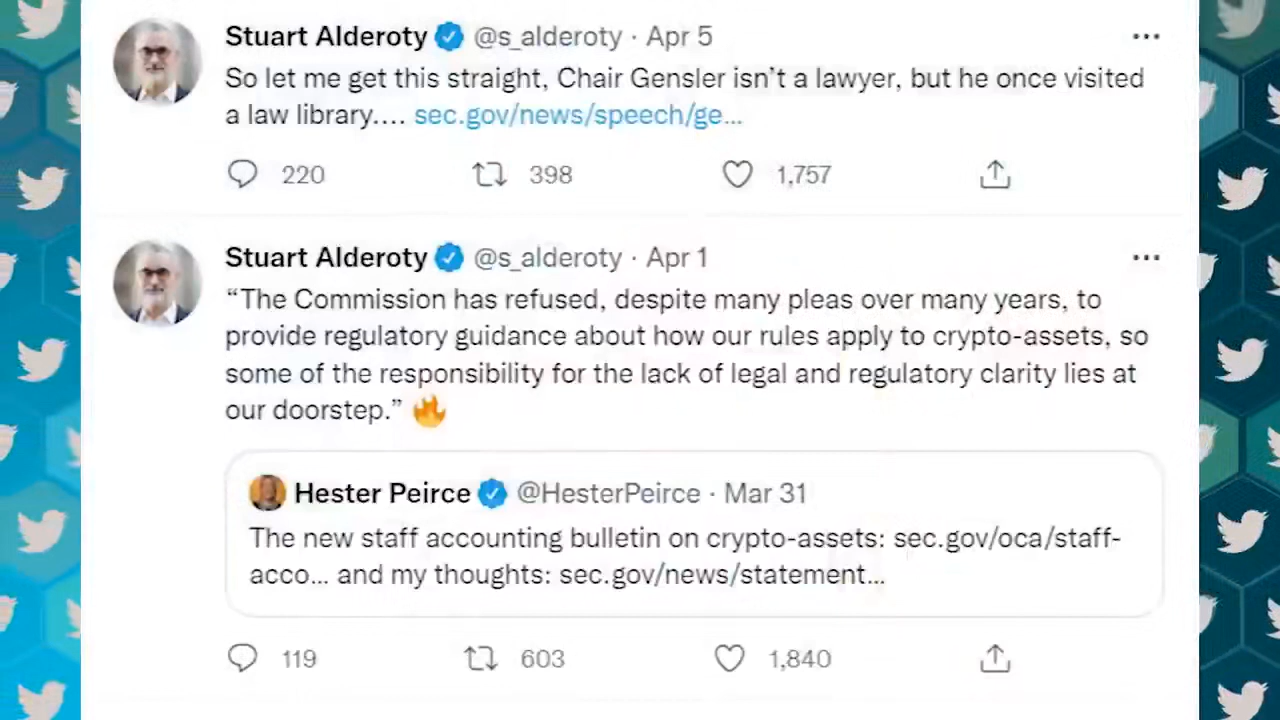 Stuart Alderoty @s_alderoty · Apr 5 ...
So let me get this straight, Chair Gensler isn’t a lawyer, but he once visited
a law library.... sec.gov/news/speech/ge...
220 398 1,757
Stuart Alderoty @s_alderoty · Apr 1 ...
“The Commission has refused, despite many pleas over many years, to
provide regulatory guidance about how our rules apply to crypto-assets, so
some of the responsibility for the lack of legal and regulatory clarity lies at
our doorstep.” 🔥
Hester Peirce @HesterPeirce · Mar 31
The new staff accounting bulletin on crypto-assets: sec.gov/oca/staff-
acco... and my thoughts: sec.gov/news/statement...
119 603 1,840